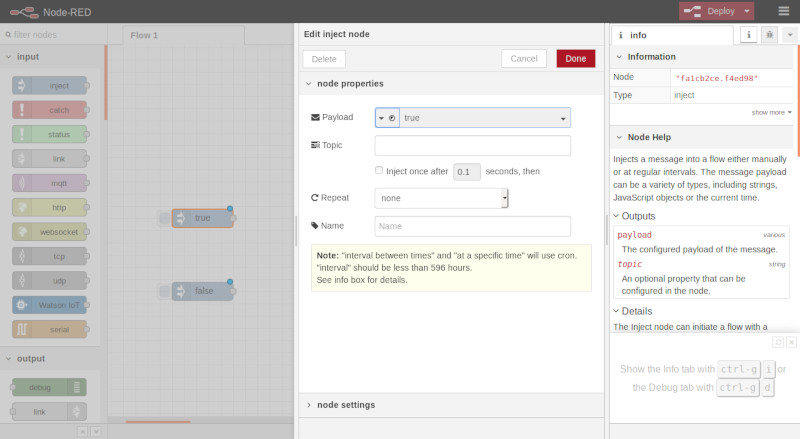 Node-RED
Deploy
filter nodes
input
inject
catch
status
link
mqtt
http
websocket
tcp
udp
Watson IoT
serial
output
debug
link
Flow 1
true
false
Edit inject node
Delete
Cancel
Done
node properties
Payload
true
Topic
Inject once after 0.1 seconds, then
Repeat
none
Name
Name
Note: "interval between times" and "at a specific time" will use cron.
"interval" should be less than 596 hours.
See info box for details.
node settings
i info
i
Information
Node "fa1cb2ce.f4ed98"
Type inject
show more
Node Help
Injects a message into a flow either manually
or at regular intervals. The message payload
can be a variety of types, including strings,
JavaScript objects or the current time.
Outputs
payload various
The configured payload of the message.
topic string
An optional property that can be
configured in the node.
Details
The Inject node can initiate a flow with a
Show the Info tab with ctrl-g i or
the Debug tab with ctrl-g d